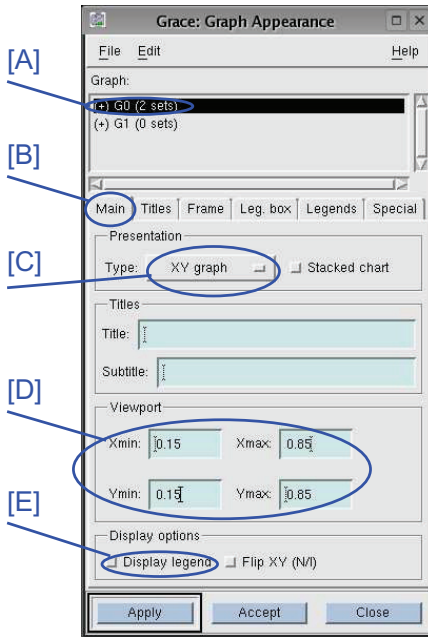 Grace: Graph Appearance
File Edit Help
[A]
Graph:
(+) G0 (2 sets)
(+) G1 (0 sets)
[B]
Main Titles Frame Leg. box Legends Special
Presentation
[C]
Type: XY graph Stacked chart
Titles
Title:
Subtitle:
[D]
Viewport
Xmin: 0.15 Xmax: 0.85
Ymin: 0.15 Ymax: 0.85
[E]
Display options
Display legend Flip XY (N/I)
Apply Accept Close